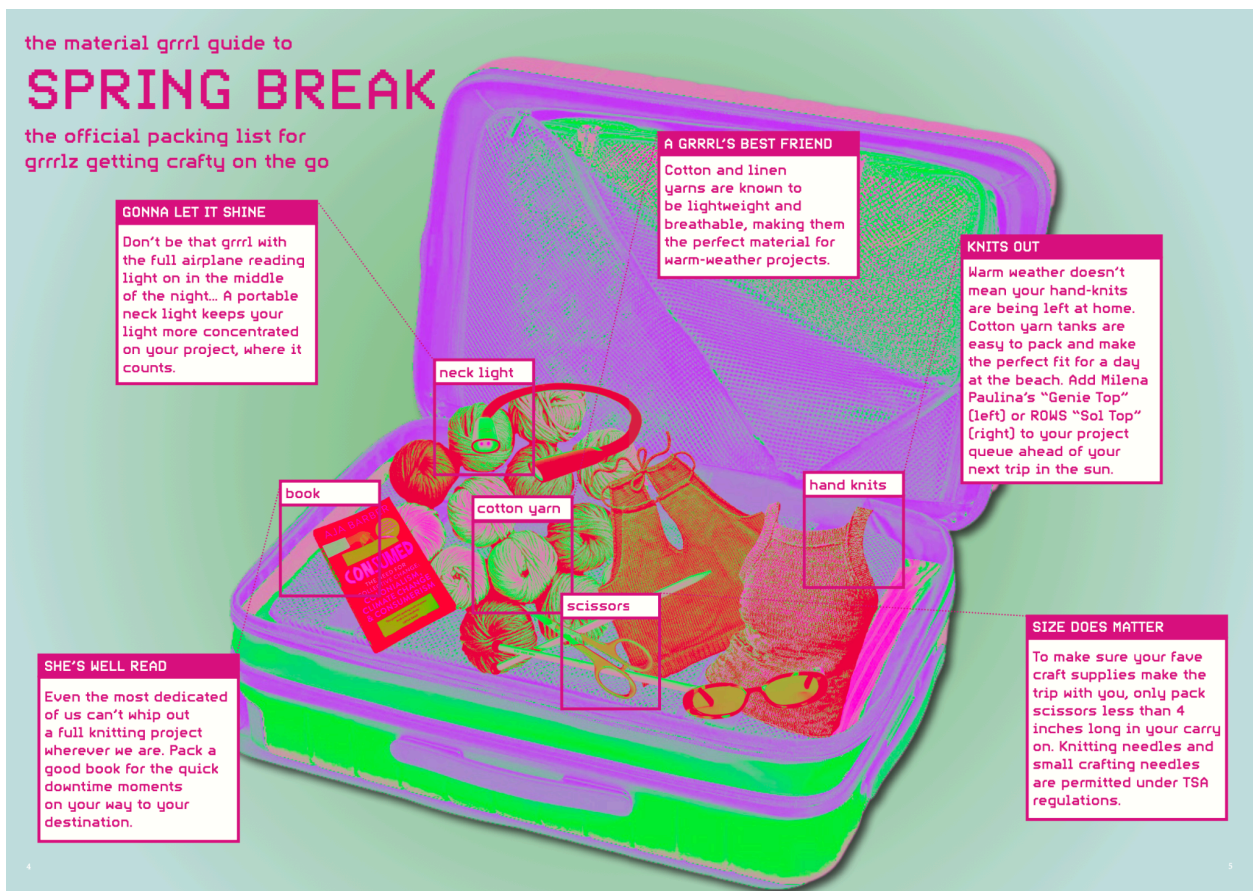 the material grrrl guide to
SPRING BREAK
the official packing list for
grrrlz getting crafty on the go
GONNA LET IT SHINE
Don't be that grrrl with
the full airplane reading
light on in the middle
of the night... A portable
neck light keeps your
light more concentrated
on your project, where it
counts.
A GRRRL'S BEST FRIEND
Cotton and linen
yarns are known to
be lightweight and
breathable, making them
the perfect material for
warm-weather projects.
KNITS OUT
Warm weather doesn't
mean your hand-knits
are being left at home.
Cotton yarn tanks are
easy to pack and make
the perfect fit for a day
at the beach. Add Milena
Paulina's "Genie Top"
(left) or ROWS "Sol Top"
(right) to your project
queue ahead of your
next trip in the sun.
neck light
book
cotton yarn
hand knits
scissors
CONSUMED
SHE'S WELL READ
Even the most dedicated
of us can't whip out
a full knitting project
wherever we are. Pack a
good book for the quick
downtime moments
on your way to your
destination.
SIZE DOES MATTER
To make sure your fave
craft supplies make the
trip with you, only pack
scissors less than 4
inches long in your carry
on. Knitting needles and
small crafting needles
are permitted under TSA
regulations.
4
5